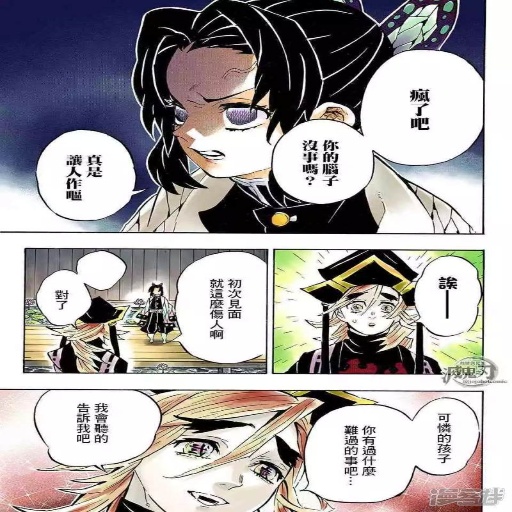 瘋了吧
你的腦子
沒事嗎？
真是
讓人作嘔
誒——
初次見面
就這麼傷人啊
對了
可憐的孩子
你有過什麼
難過的事吧…
我會聽的
告訴我吧